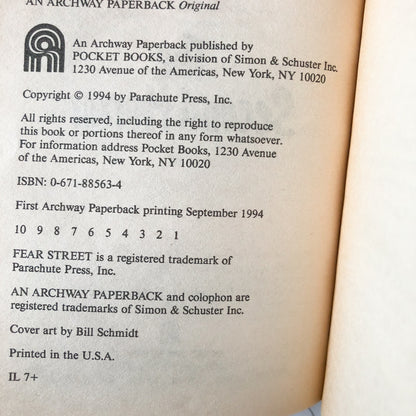 AN ARCHWAY PAPERBACK Original
An Archway Paperback published by
POCKET BOOKS, a division of Simon & Schuster Inc.
1230 Avenue of the Americas, New York, NY 10020
Copyright © 1994 by Parachute Press, Inc.
All rights reserved, including the right to reproduce
this book or portions thereof in any form whatsoever.
For information address Pocket Books, 1230 Avenue
of the Americas, New York, NY 10020
ISBN: 0-671-88563-4
First Archway Paperback printing September 1994
10 9 8 7 6 5 4 3 2 1
FEAR STREET is a registered trademark of
Parachute Press, Inc.
AN ARCHWAY PAPERBACK and colophon are
registered trademarks of Simon & Schuster Inc.
Cover art by Bill Schmidt
Printed in the U.S.A.
IL 7+